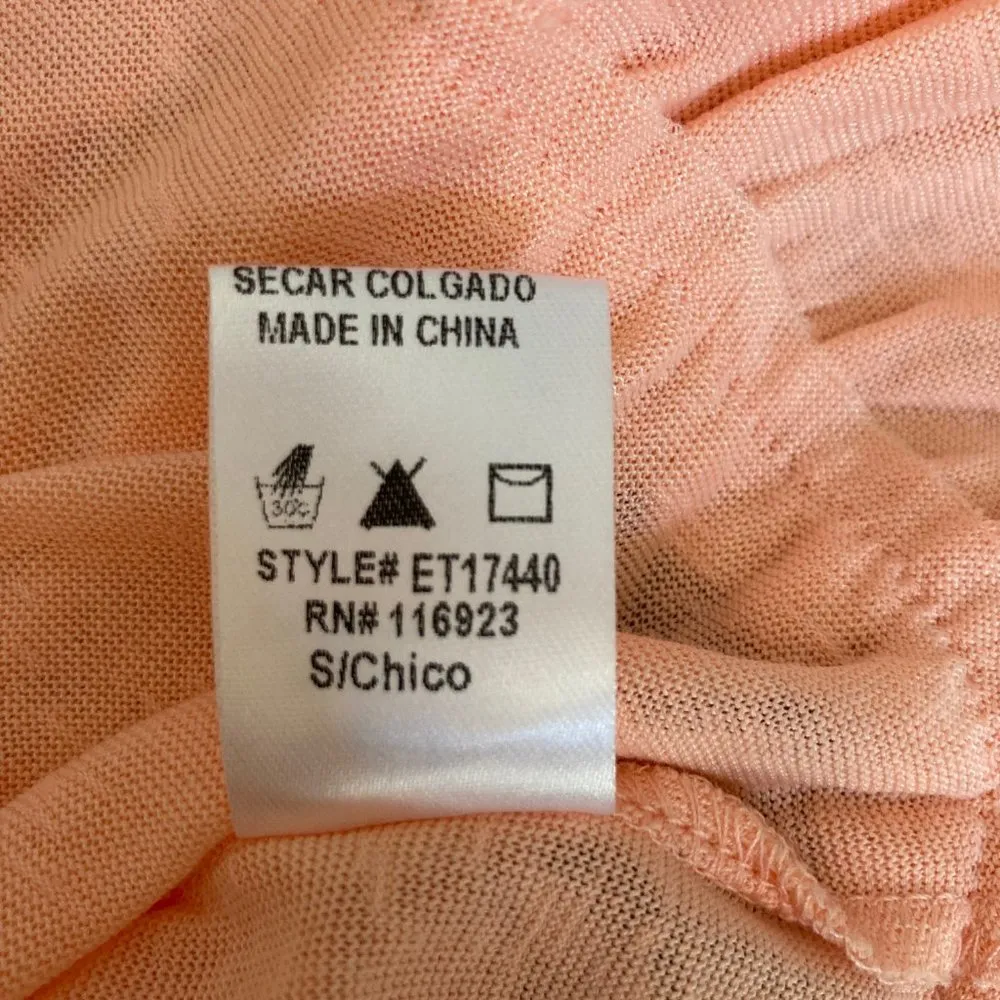 SECAR COLGADO
MADE IN CHINA
30°C
STYLE# ET17440
RN# 116923
S/Chico